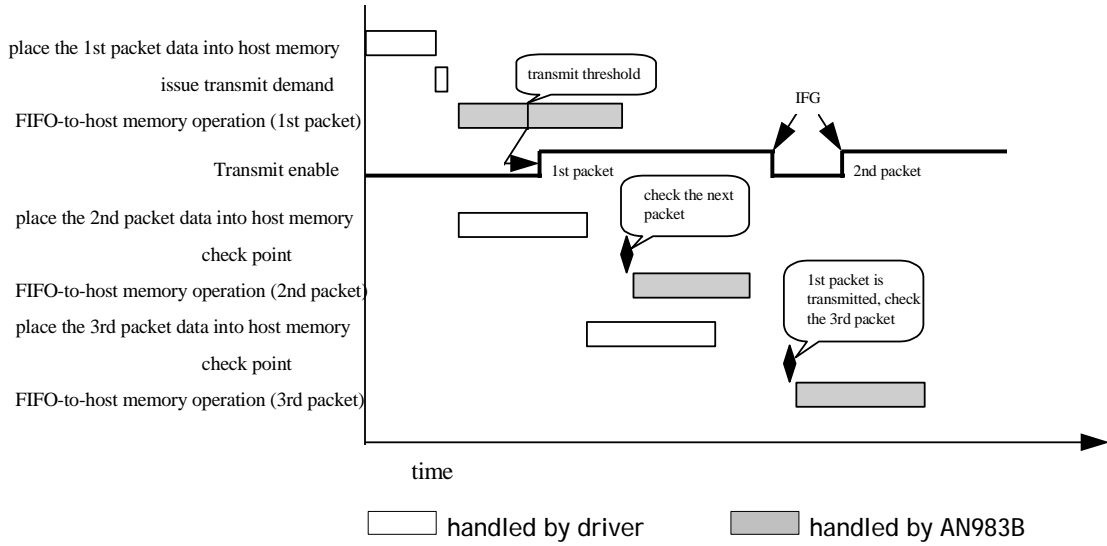 place the 1st packet data into host memory
issue transmit demand
transmit threshold
FIFO-to-host memory operation (1st packet)
IFG
Transmit enable
1st packet
2nd packet
check the next
packet
place the 2nd packet data into host memory
check point
FIFO-to-host memory operation (2nd packet)
1st packet is
transmitted, check
the 3rd packet
place the 3rd packet data into host memory
check point
FIFO-to-host memory operation (3rd packet)
time
handled by driver
handled by AN983B